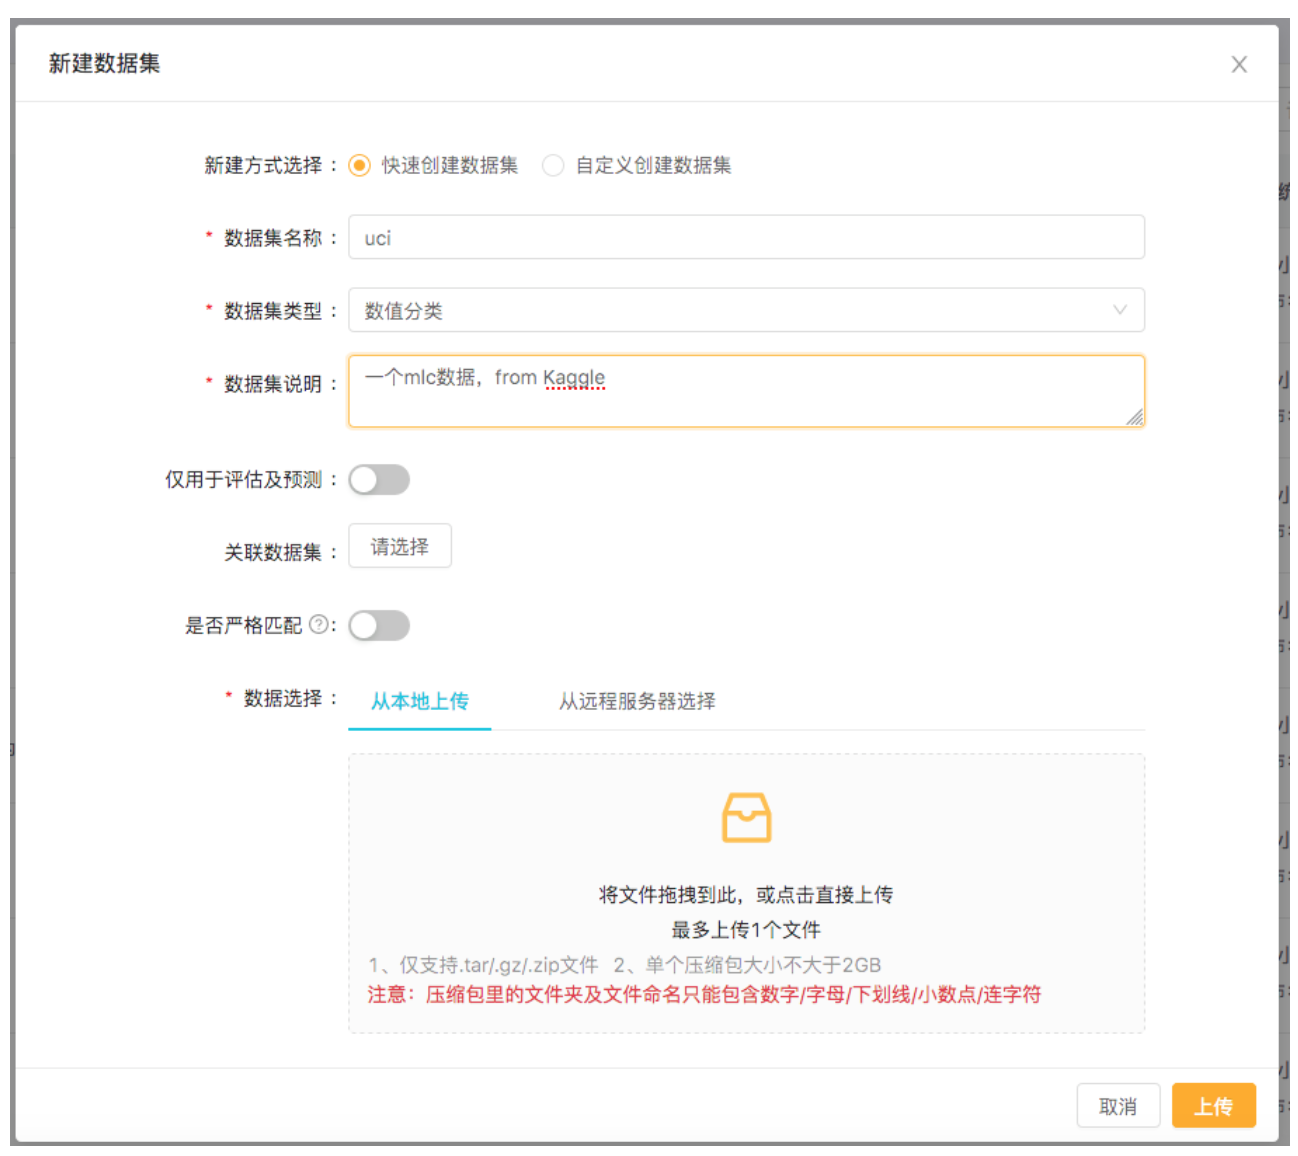 新建数据集
新建方式选择： 快速创建数据集 自定义创建数据集
* 数据集名称： uci
* 数据集类型： 数值分类
* 数据集说明： 一个mlc数据，from Kaggle
仅用于评估及预测：
关联数据集： 请选择
是否严格匹配 ?:
* 数据选择： 从本地上传 从远程服务器选择
将文件拖拽到此，或点击直接上传
最多上传1个文件
1、仅支持.tar/.gz/.zip文件 2、单个压缩包大小不大于2GB
注意：压缩包里的文件夹及文件命名只能包含数字/字母/下划线/小数点/连字符
取消 上传